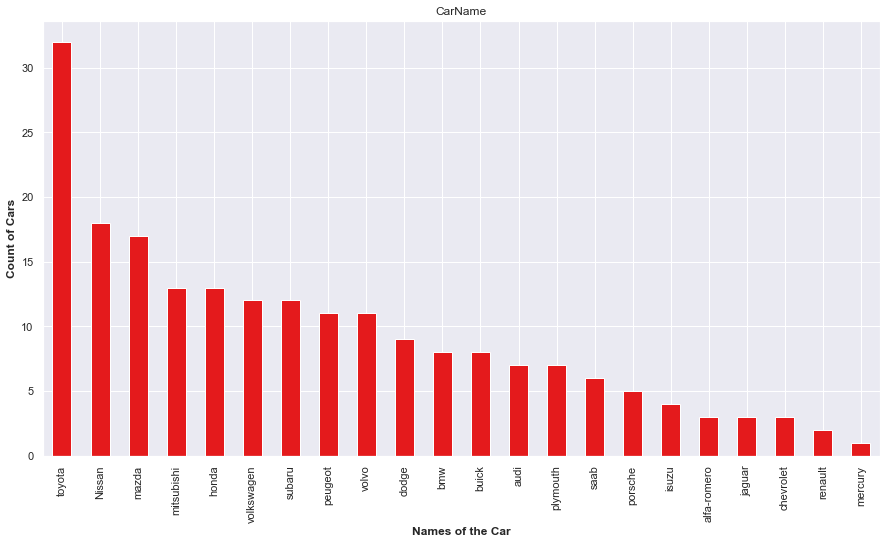 CarName
Count of Cars
30
25
20
15
10
5
0
toyota
Nissan
mazda
mitsubishi
honda
volkswagen
subaru
peugeot
volvo
dodge
bmw
buick
audi
plymouth
saab
porsche
isuzu
alfa-romero
jaguar
chevrolet
renault
mercury
Names of the Car